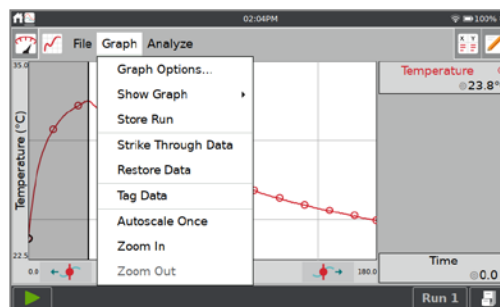 02:04PM
100%
File Graph Analyze
X Y
Graph Options...
Show Graph
Store Run
Strike Through Data
Restore Data
Tag Data
Autoscale Once
Zoom In
Zoom Out
35.0
Temperature (°C)
22.5
0.0
180.0
Temperature
23.8°
Time
0.0
Run 1